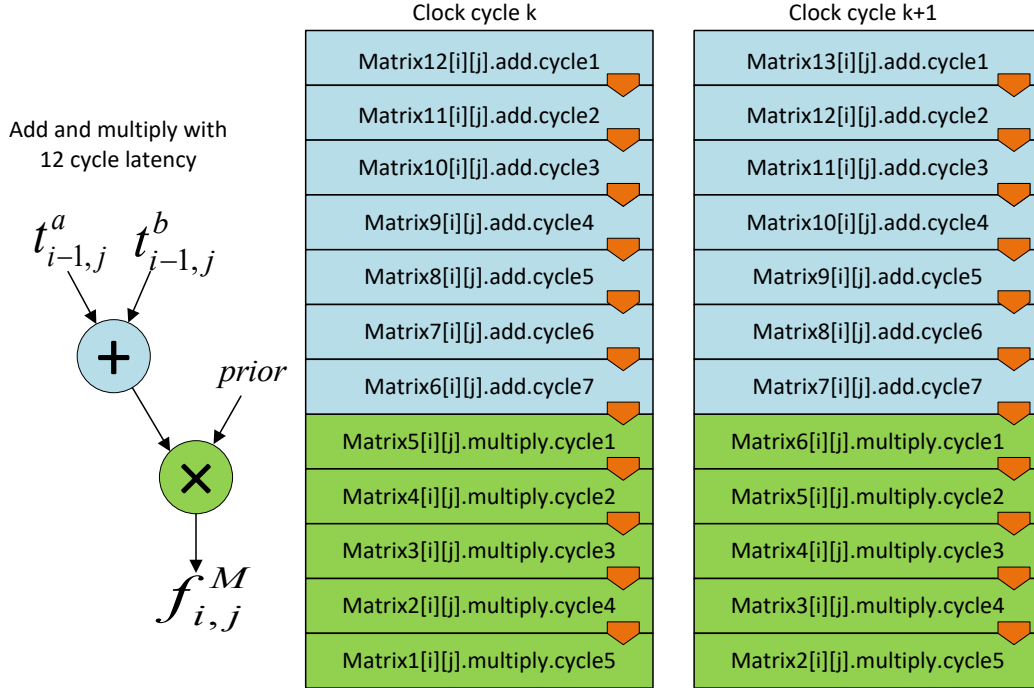 Clock cycle k
Clock cycle k+1
Add and multiply with
12 cycle latency
t^a_{i−1, j} t^b_{i−1, j}
+
prior
×
f^M_{i, j}
Matrix12[i][j].add.cycle1
Matrix11[i][j].add.cycle2
Matrix10[i][j].add.cycle3
Matrix9[i][j].add.cycle4
Matrix8[i][j].add.cycle5
Matrix7[i][j].add.cycle6
Matrix6[i][j].add.cycle7
Matrix5[i][j].multiply.cycle1
Matrix4[i][j].multiply.cycle2
Matrix3[i][j].multiply.cycle3
Matrix2[i][j].multiply.cycle4
Matrix1[i][j].multiply.cycle5
Matrix13[i][j].add.cycle1
Matrix12[i][j].add.cycle2
Matrix11[i][j].add.cycle3
Matrix10[i][j].add.cycle4
Matrix9[i][j].add.cycle5
Matrix8[i][j].add.cycle6
Matrix7[i][j].add.cycle7
Matrix6[i][j].multiply.cycle1
Matrix5[i][j].multiply.cycle2
Matrix4[i][j].multiply.cycle3
Matrix3[i][j].multiply.cycle4
Matrix2[i][j].multiply.cycle5